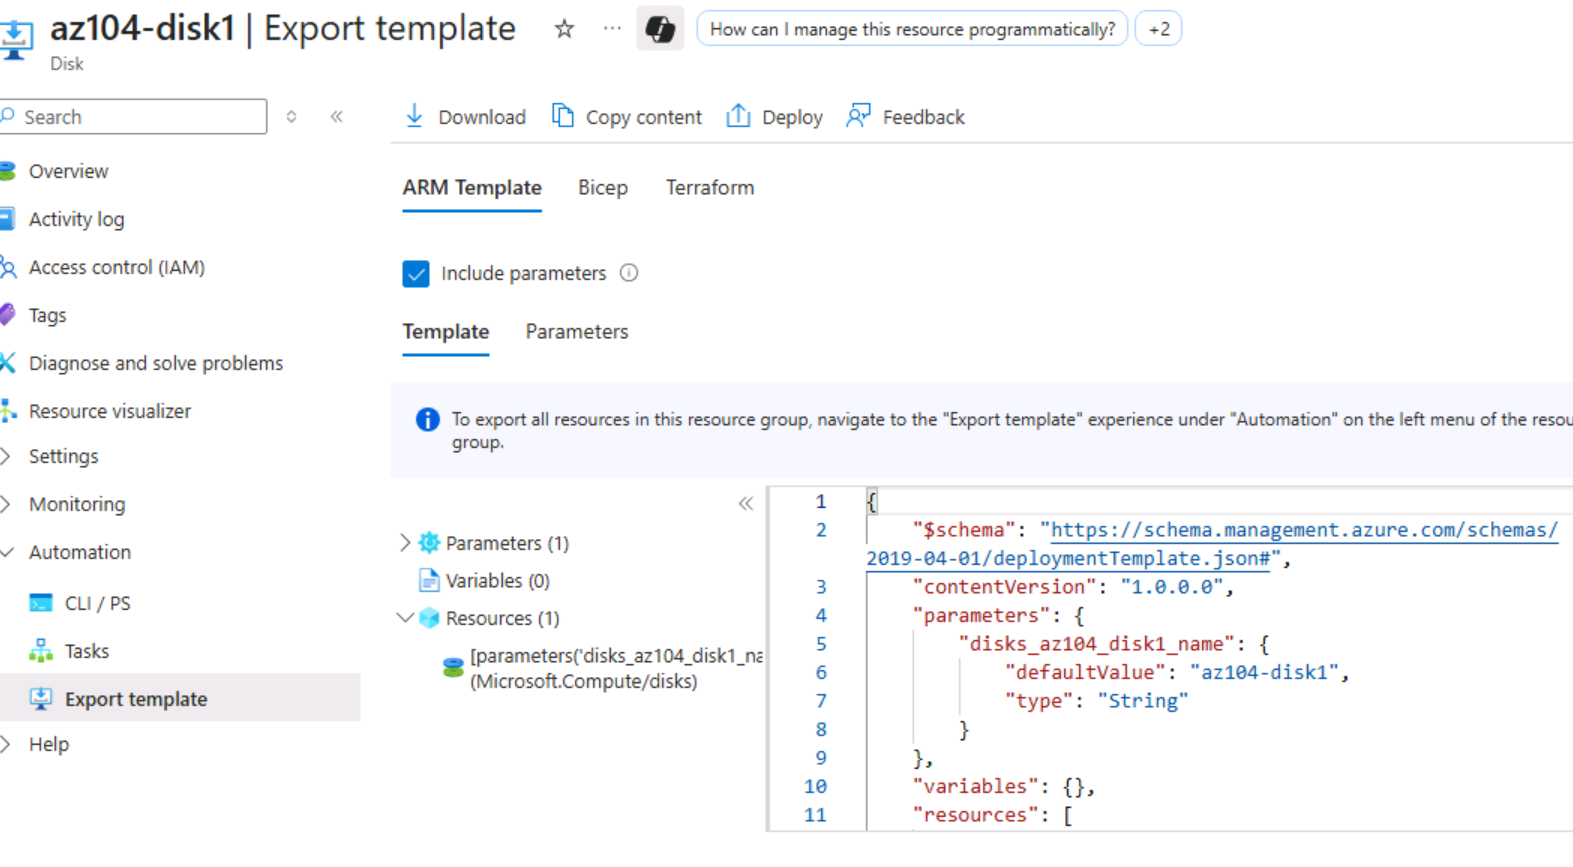 az104-disk1 | Export template
How can I manage this resource programmatically?
+2
Disk
Search
Overview
Activity log
Access control (IAM)
Tags
Diagnose and solve problems
Resource visualizer
Settings
Monitoring
Automation
CLI / PS
Tasks
Export template
Help
Download
Copy content
Deploy
Feedback
ARM Template
Bicep
Terraform
Include parameters
Template
Parameters
To export all resources in this resource group, navigate to the "Export template" experience under "Automation" on the left menu of the resou
group.
Parameters (1)
Variables (0)
Resources (1)
[parameters('disks_az104_disk1_na
(Microsoft.Compute/disks)
1 {
2 "$schema": "https://schema.management.azure.com/schemas/
2019-04-01/deploymentTemplate.json#",
3 "contentVersion": "1.0.0.0",
4 "parameters": {
5 "disks_az104_disk1_name": {
6 "defaultValue": "az104-disk1",
7 "type": "String"
8 }
9 },
10 "variables": {},
11 "resources": [